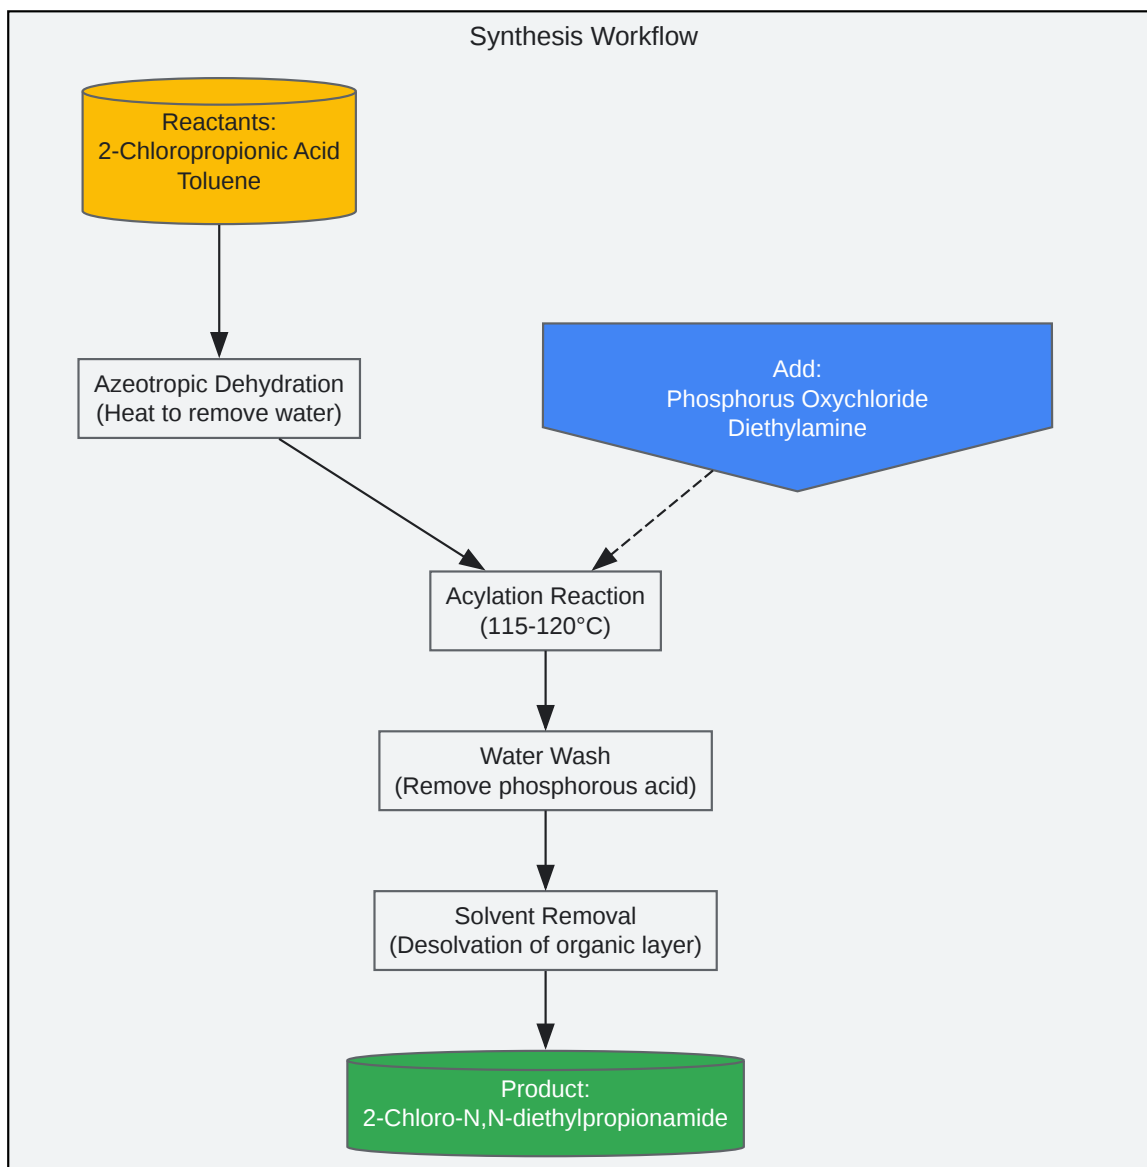 Synthesis Workflow
Reactants:
2-Chloropropionic Acid
Toluene
Azeotropic Dehydration
(Heat to remove water)
Add:
Phosphorus Oxychloride
Diethylamine
Acylation Reaction
(115-120°C)
Water Wash
(Remove phosphorous acid)
Solvent Removal
(Desolvation of organic layer)
Product:
2-Chloro-N,N-diethylpropionamide